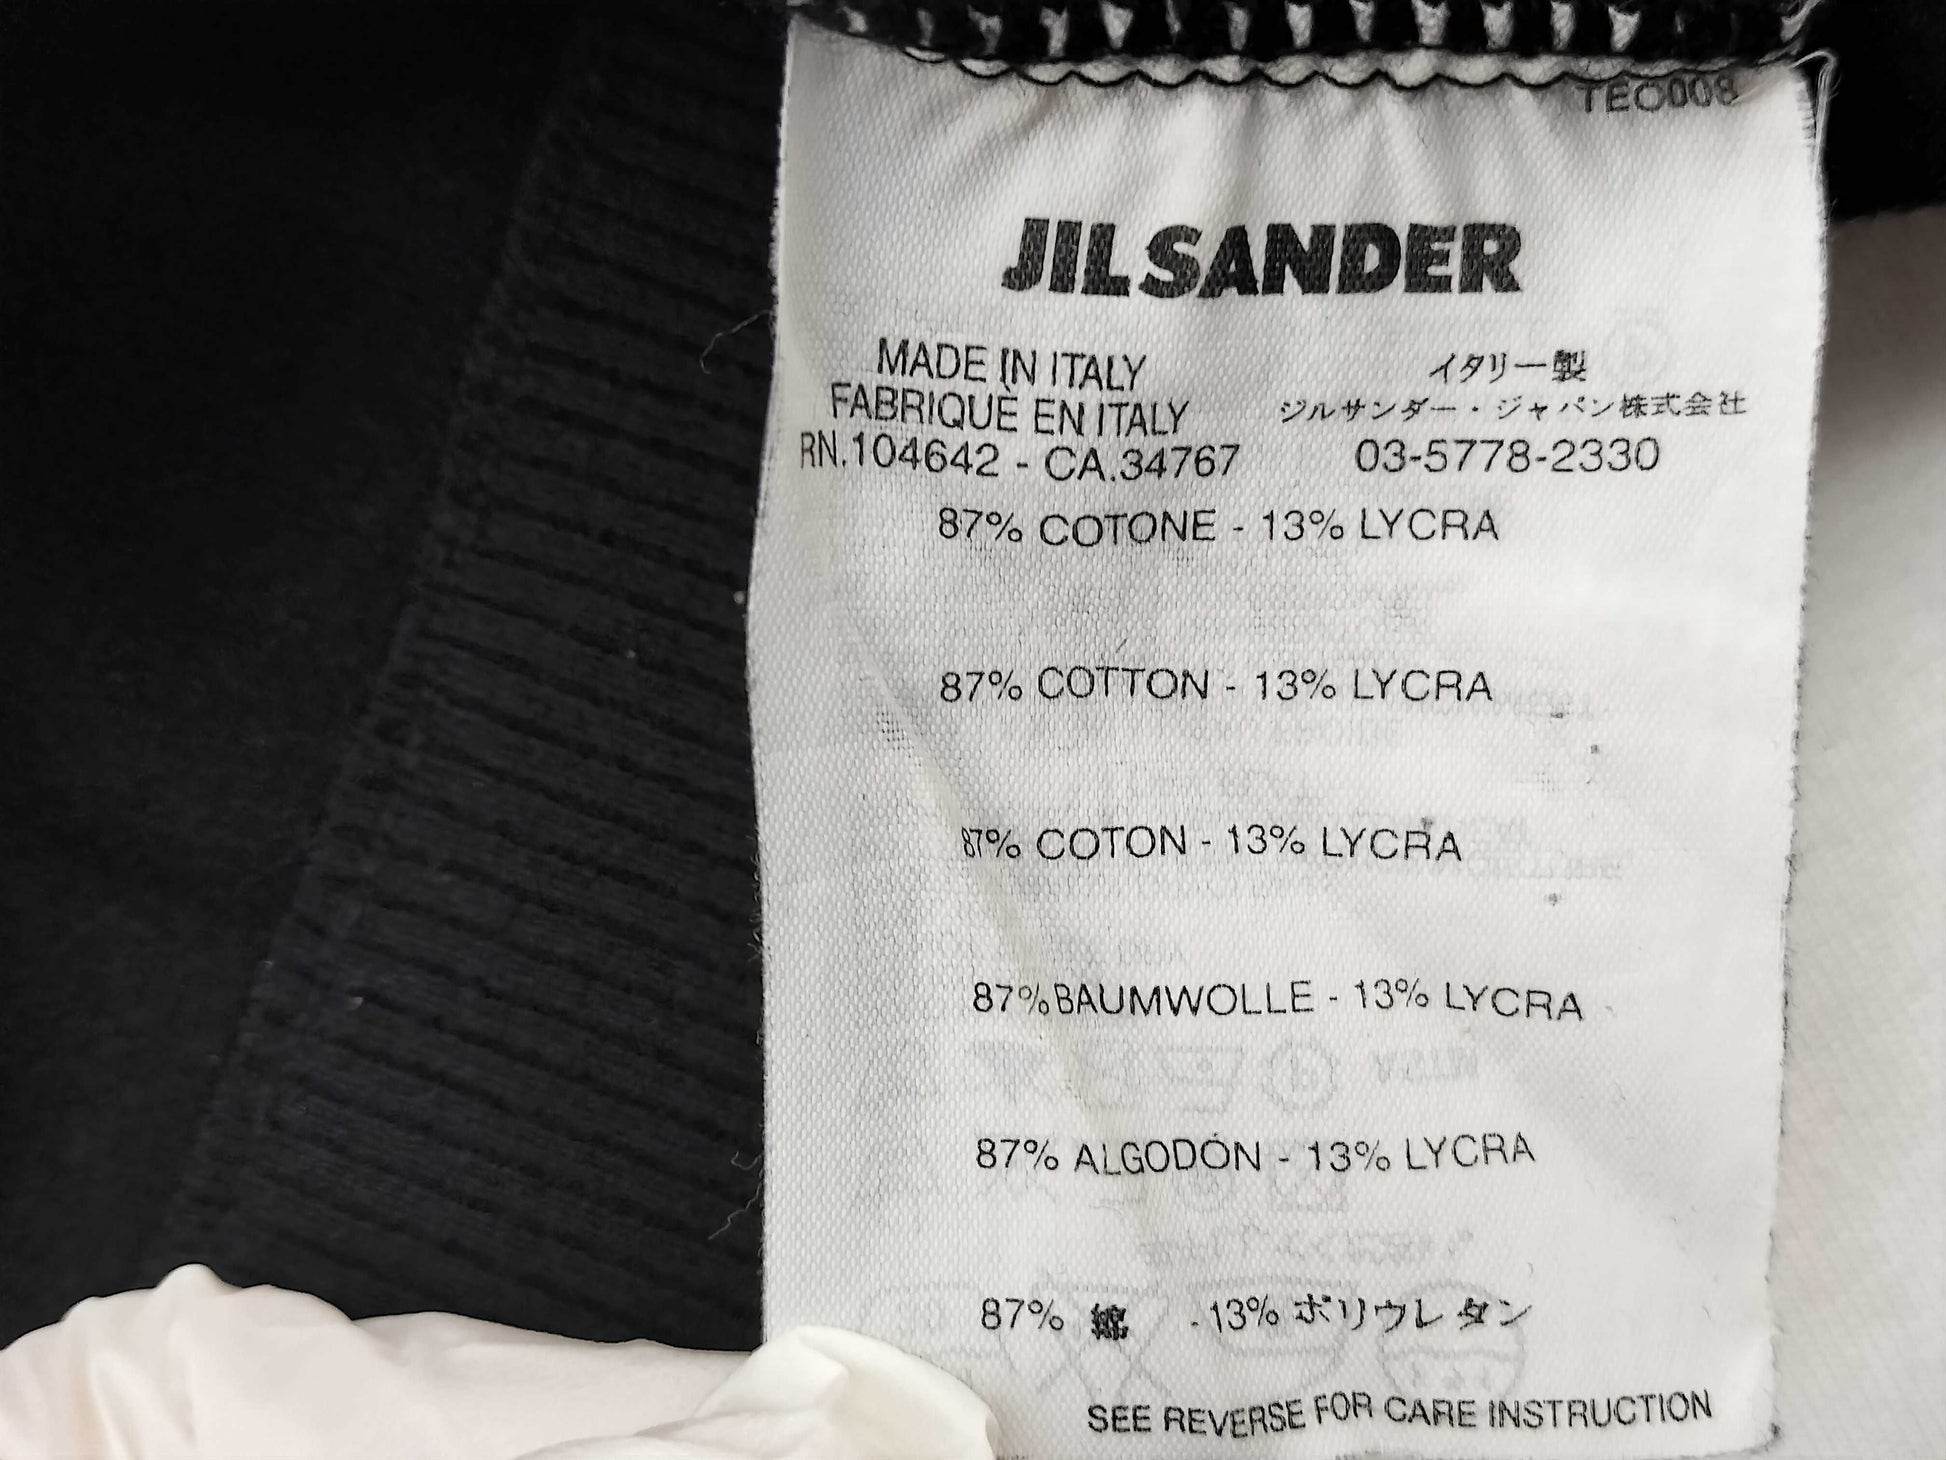 TEO008
JIL SANDER
MADE IN ITALY
FABRIQUÈ EN ITALY
RN.104642 - CA.34767
イタリー製
ジルサンダー・ジャパン株式会社
03-5778-2330
87% COTONE - 13% LYCRA
87% COTTON - 13% LYCRA
87% COTON - 13% LYCRA
87% BAUMWOLLE - 13% LYCRA
87% ALGODÓN - 13% LYCRA
87% 綿 - 13% ポリウレタン
SEE REVERSE FOR CARE INSTRUCTION